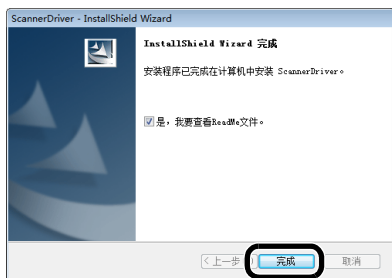 ScannerDriver - InstallShield Wizard
InstallShield Wizard 完成
安装程序已完成在计算机中安装 ScannerDriver。
是，我要查看ReadMe文件。
<上一步
完成
取消